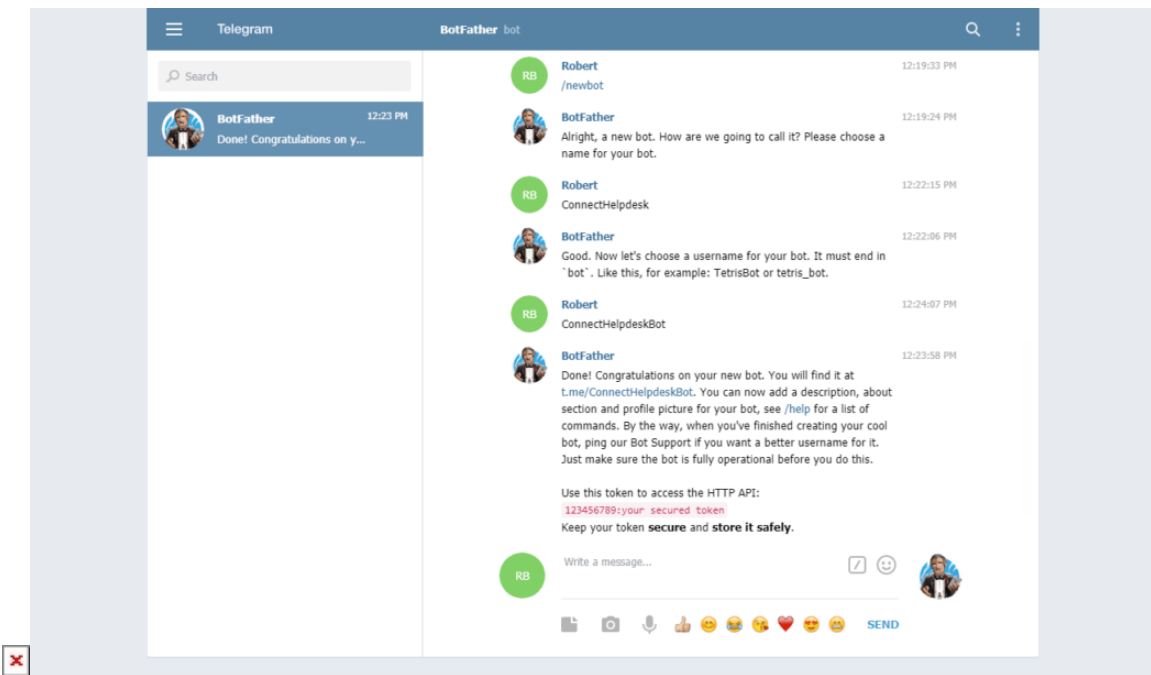 Telegram
BotFather bot
Search
BotFather 12:23 PM
Done! Congratulations on y...
RB
Robert 12:19:33 PM
/newbot
BotFather 12:19:24 PM
Alright, a new bot. How are we going to call it? Please choose a
name for your bot.
RB
Robert 12:22:15 PM
ConnectHelpdesk
BotFather 12:22:06 PM
Good. Now let's choose a username for your bot. It must end in
`bot`. Like this, for example: TetrisBot or tetris_bot.
RB
Robert 12:24:07 PM
ConnectHelpdeskBot
BotFather 12:23:58 PM
Done! Congratulations on your new bot. You will find it at
t.me/ConnectHelpdeskBot. You can now add a description, about
section and profile picture for your bot, see /help for a list of
commands. By the way, when you've finished creating your cool
bot, ping our Bot Support if you want a better username for it.
Just make sure the bot is fully operational before you do this.
Use this token to access the HTTP API:
123456789:your secured token
Keep your token secure and store it safely.
RB
Write a message...
SEND